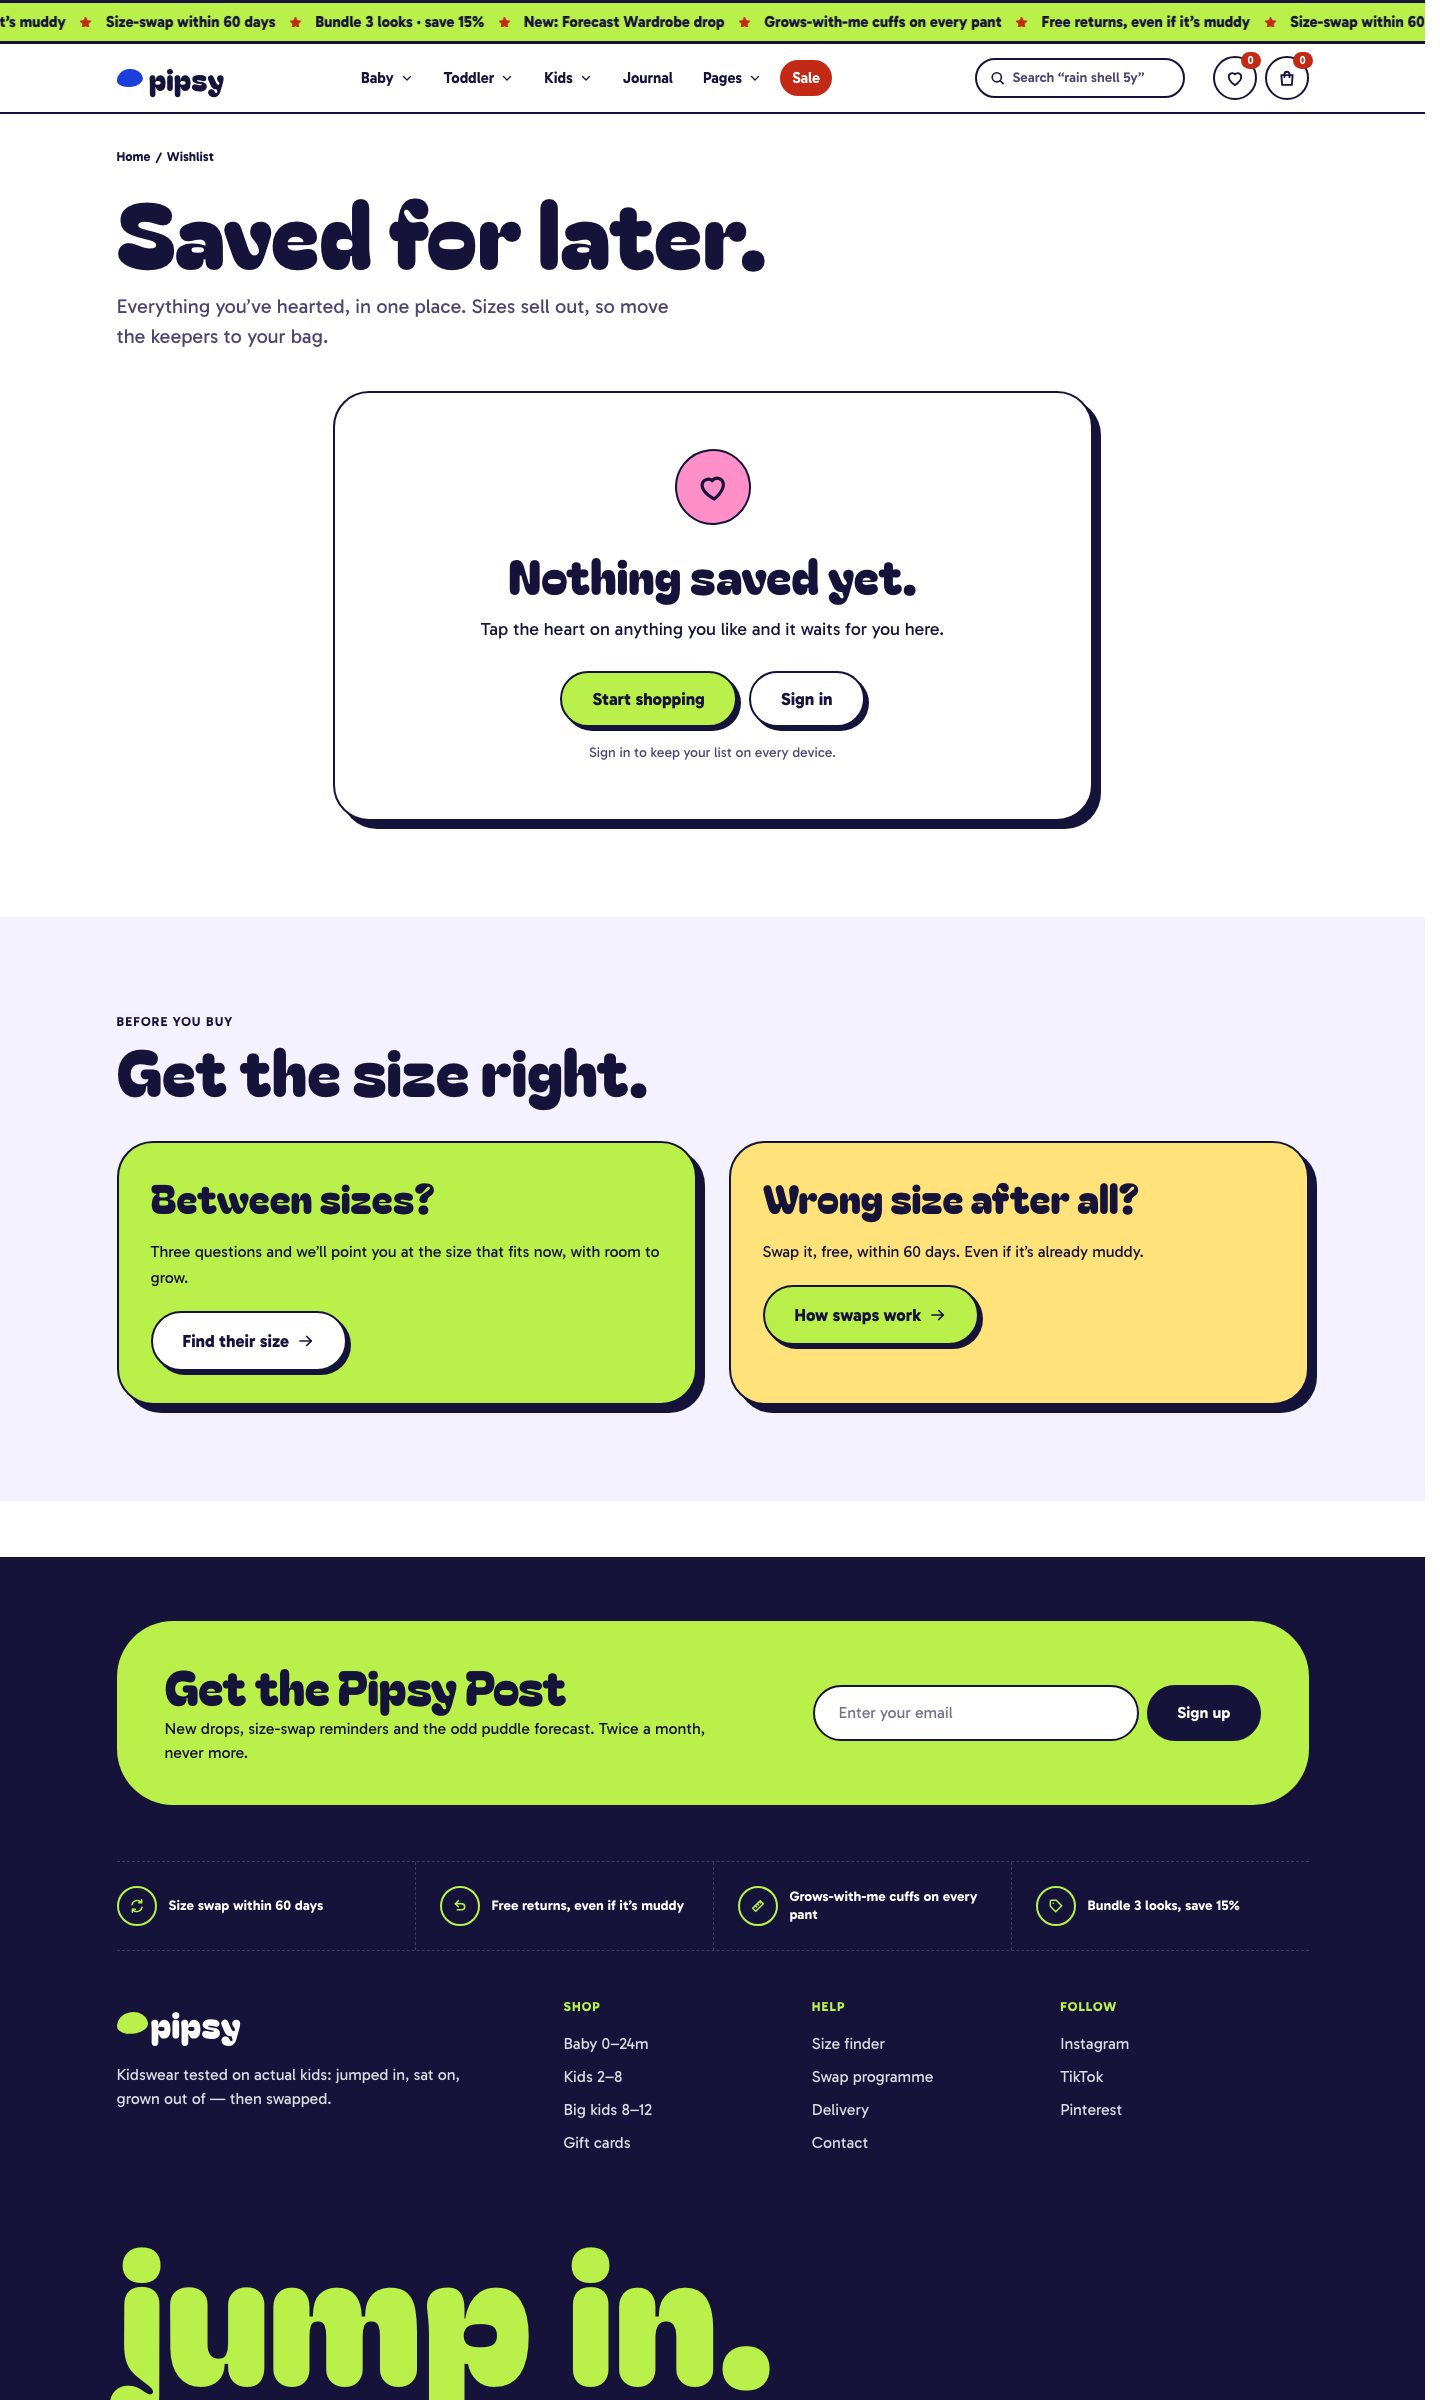 t’s muddy ★ Size-swap within 60 days ★ Bundle 3 looks · save 15% ★ New: Forecast Wardrobe drop ★ Grows-with-me cuffs on every pant ★ Free returns, even if it’s muddy ★ Size-swap within 60
pipsy Baby Toddler Kids Journal Pages Sale Search “rain shell 5y” 0 0
Home / Wishlist
Saved for later.
Everything you’ve hearted, in one place. Sizes sell out, so move
the keepers to your bag.
Nothing saved yet.
Tap the heart on anything you like and it waits for you here.
Start shopping Sign in
Sign in to keep your list on every device.
BEFORE YOU BUY
Get the size right.
Between sizes?
Three questions and we’ll point you at the size that fits now, with room to
grow.
Find their size →
Wrong size after all?
Swap it, free, within 60 days. Even if it’s already muddy.
How swaps work →
Get the Pipsy Post
New drops, size-swap reminders and the odd puddle forecast. Twice a month,
never more.
Enter your email Sign up
Size swap within 60 days
Free returns, even if it’s muddy
Grows-with-me cuffs on every
pant
Bundle 3 looks, save 15%
pipsy
Kidswear tested on actual kids: jumped in, sat on,
grown out of — then swapped.
SHOP
Baby 0–24m
Kids 2–8
Big kids 8–12
Gift cards
HELP
Size finder
Swap programme
Delivery
Contact
FOLLOW
Instagram
TikTok
Pinterest
jump in.